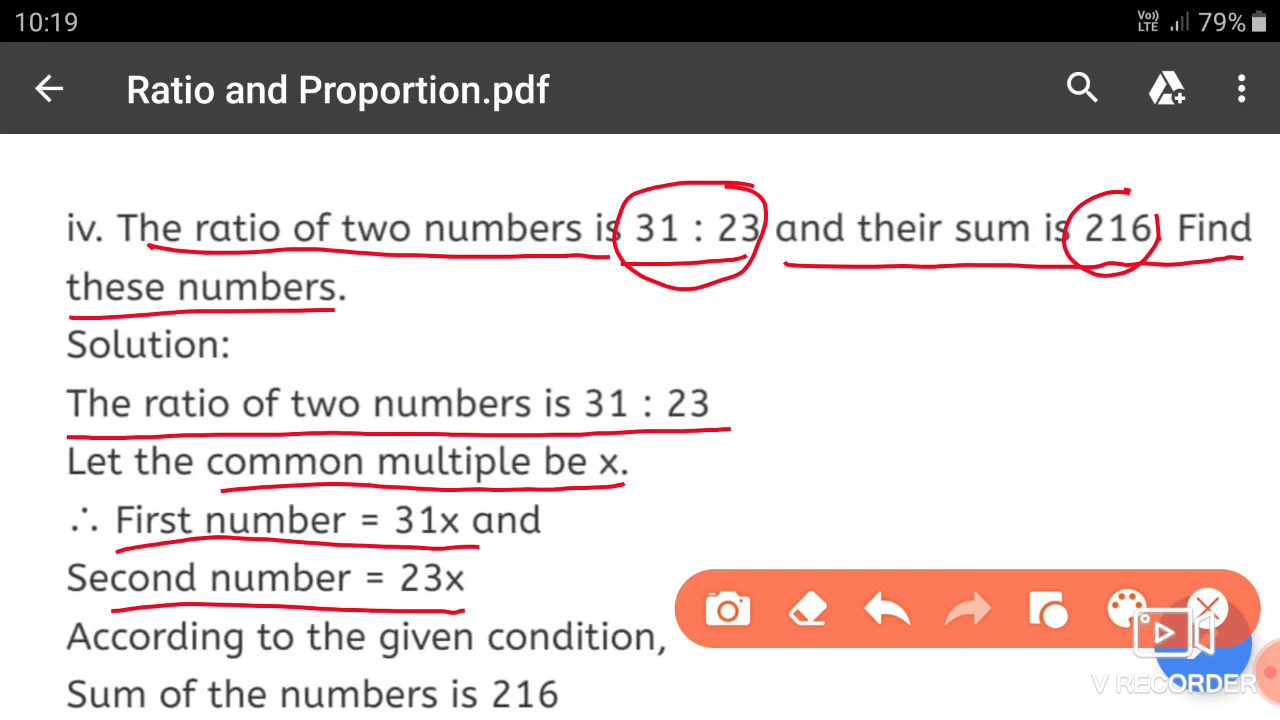 10:19
Vo)) LTE 79%
Ratio and Proportion.pdf
iv. The ratio of two numbers is 31 : 23 and their sum is 216. Find
these numbers.
Solution:
The ratio of two numbers is 31 : 23
Let the common multiple be x.
∴ First number = 31x and
Second number = 23x
According to the given condition,
Sum of the numbers is 216
V RECORDER